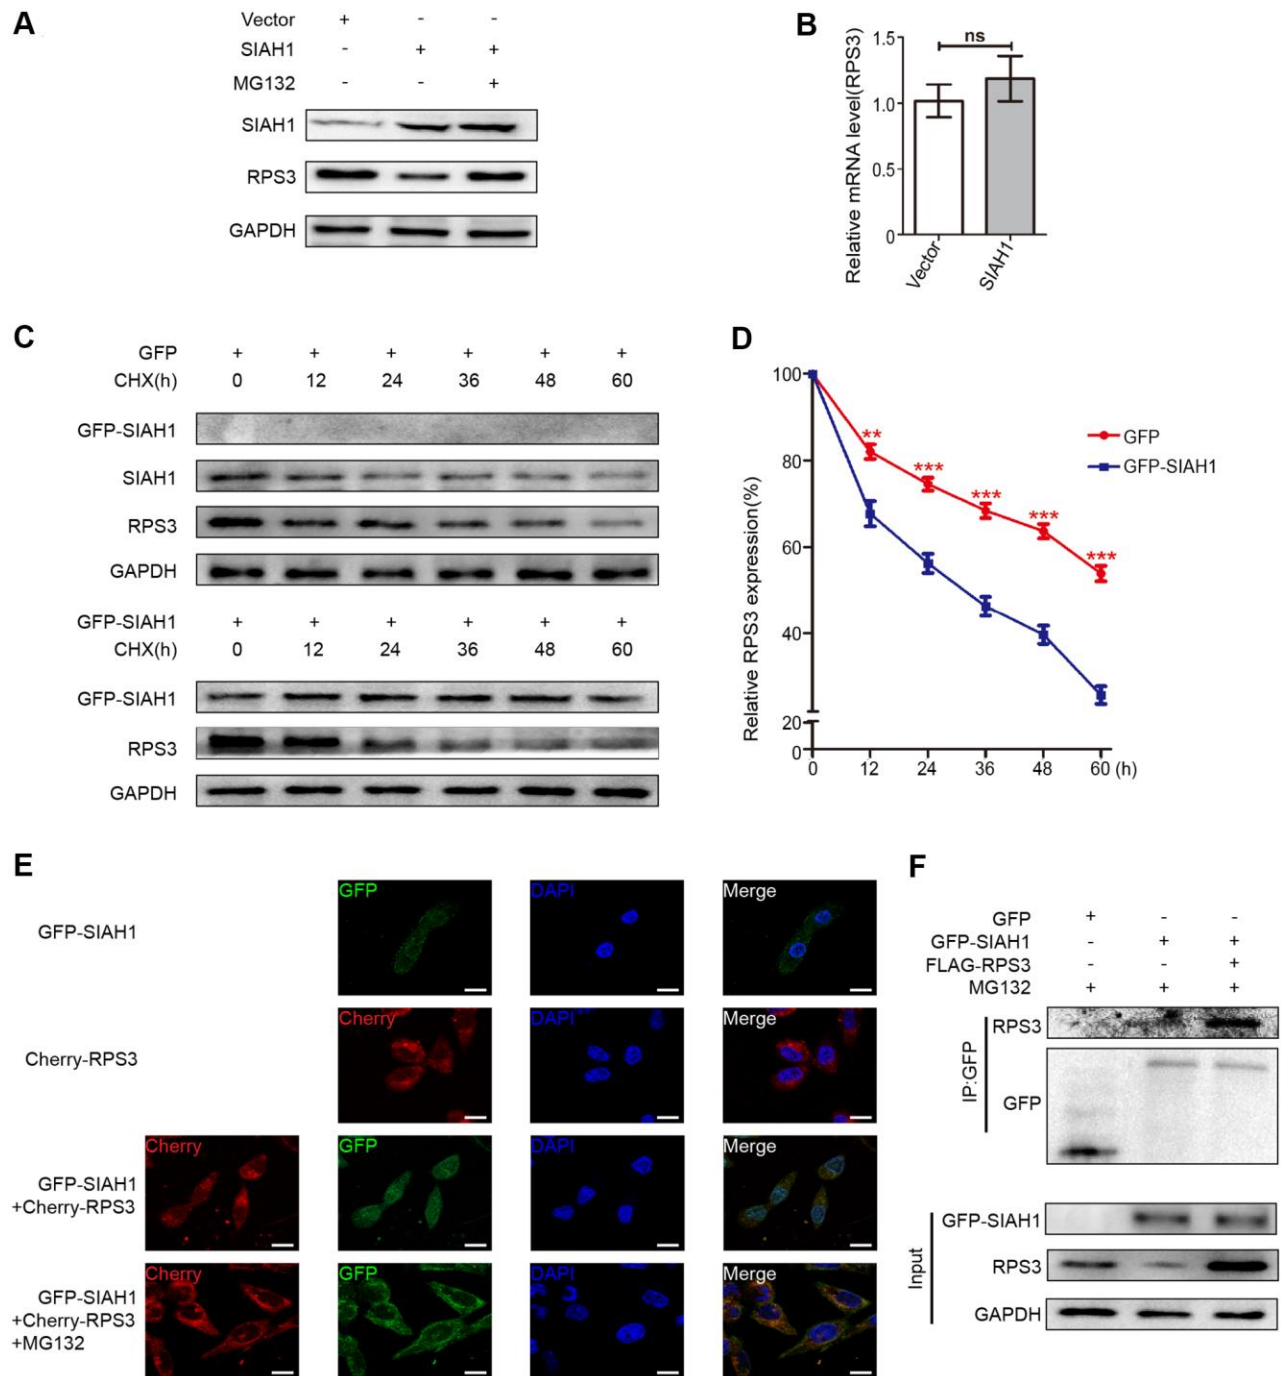 A
Vector + - -
SIAH1 - + +
MG132 - - +
SIAH1
RPS3
GAPDH
B
Relative mRNA level(RPS3)
1.5
1.0
0.5
0
ns
Vector
SIAH1
C
GFP + + + + + +
CHX(h) 0 12 24 36 48 60
GFP-SIAH1
SIAH1
RPS3
GAPDH
GFP-SIAH1 + + + + + +
CHX(h) 0 12 24 36 48 60
GFP-SIAH1
RPS3
GAPDH
D
Relative RPS3 expression(%)
100
80
60
40
20
0
** *** *** *** ***
GFP
GFP-SIAH1
0 12 24 36 48 60 (h)
E
GFP-SIAH1
GFP DAPI Merge
Cherry-RPS3
Cherry DAPI Merge
GFP-SIAH1
+Cherry-RPS3
Cherry GFP DAPI Merge
GFP-SIAH1
+Cherry-RPS3
+MG132
Cherry GFP DAPI Merge
F
GFP + - -
GFP-SIAH1 - + +
FLAG-RPS3 - - +
MG132 + + +
IP:GFP
RPS3
GFP
Input
GFP-SIAH1
RPS3
GAPDH